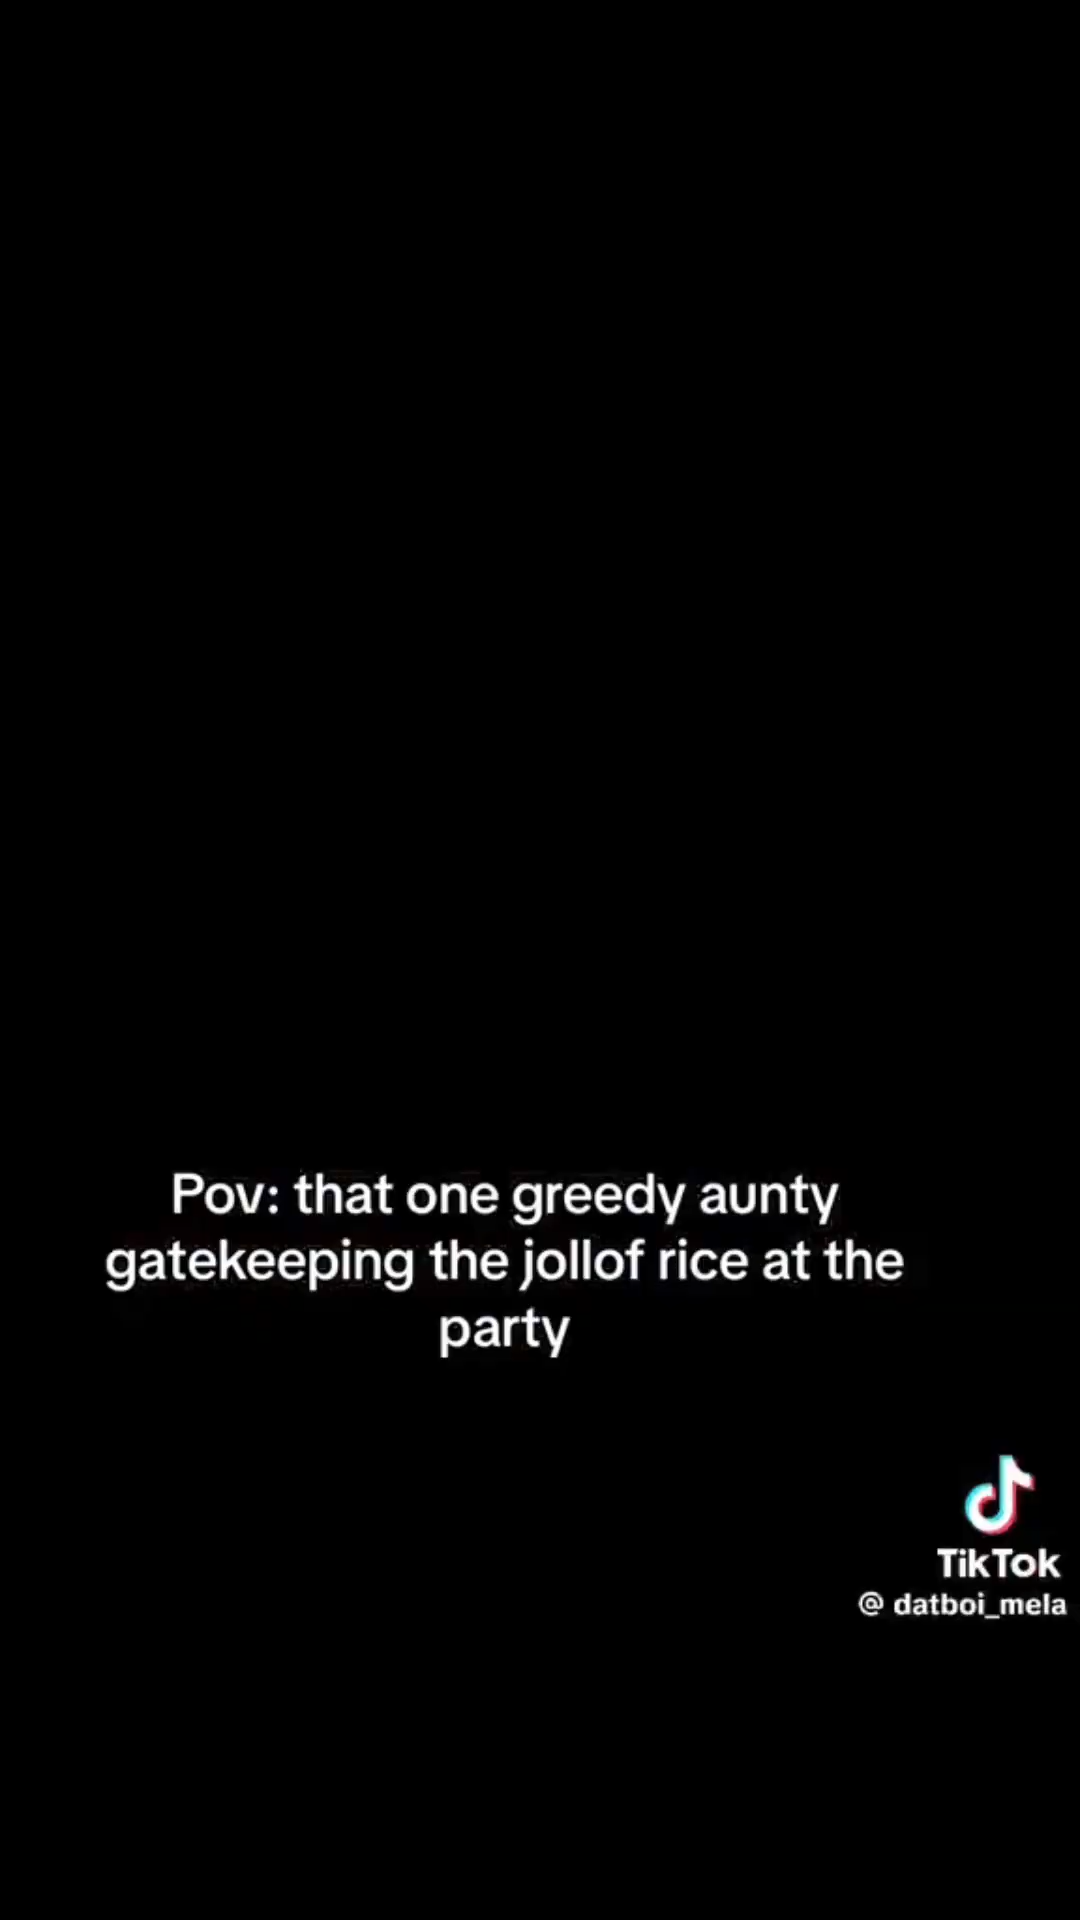 Pov: that one greedy aunty
gatekeeping the jollof rice at the
party
TikTok
@ datboi_mela